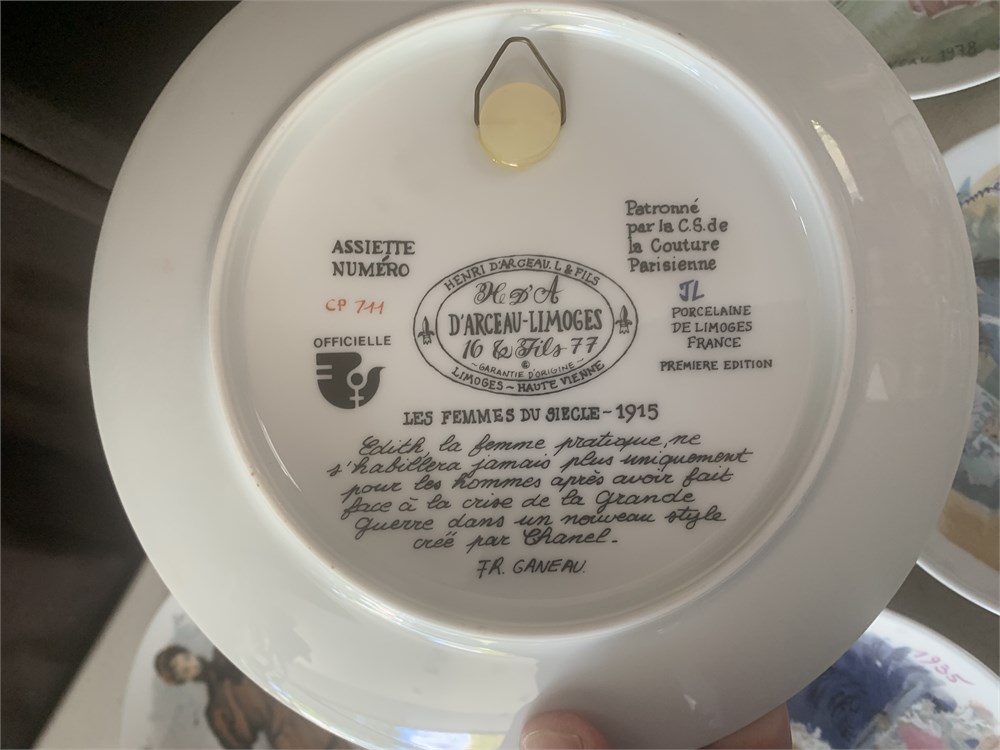 ASSIETTE
NUMÉRO
CP 711
OFFICIELLE
Patronné
par la C.S. de
la Couture
Parisienne
JL
PORCELAINE
DE LIMOGES
FRANCE
PREMIERE EDITION
HENRI D'ARCEAU. L & FILS
H D'A
D'ARCEAU-LIMOGES
16 & Fils 77
©
~ GARANTIE D'ORIGINE ~
LIMOGES ~ HAUTE VIENNE
LES FEMMES DU SIECLE - 1915
Edith, la femme pratique, ne
s'habillera jamais plus uniquement
pour les hommes après avoir fait
face à la crise de la Grande
Guerre dans un nouveau style
créé par Chanel.
FR. GANEAU.
1978
1935